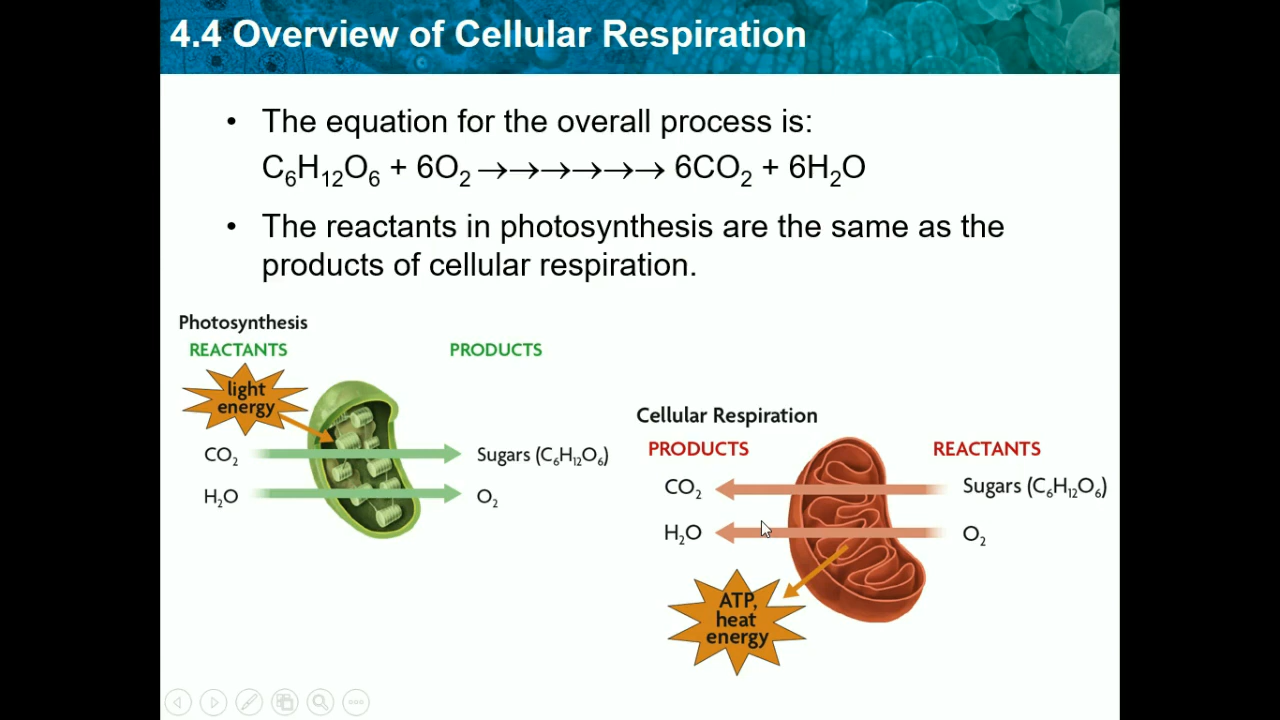 4.4 Overview of Cellular Respiration
• The equation for the overall process is:
C₆H₁₂O₆ + 6O₂ →→→→→→ 6CO₂ + 6H₂O
• The reactants in photosynthesis are the same as the
products of cellular respiration.
Photosynthesis
REACTANTS
PRODUCTS
light
energy
CO₂
Sugars (C₆H₁₂O₆)
H₂O
O₂
Cellular Respiration
PRODUCTS
REACTANTS
CO₂
Sugars (C₆H₁₂O₆)
H₂O
O₂
ATP,
heat
energy